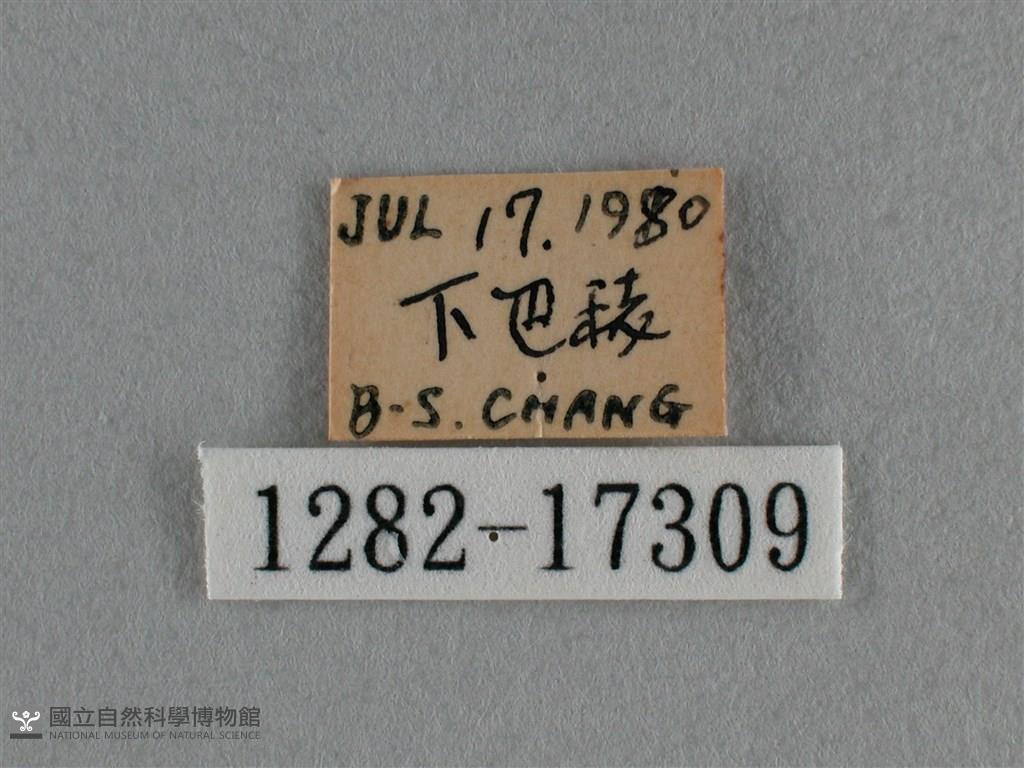 JUL 17. 1980
下巴稜
B-S. CHANG
1282-17309
國立自然科學博物館
NATIONAL MUSEUM OF NATURAL SCIENCE